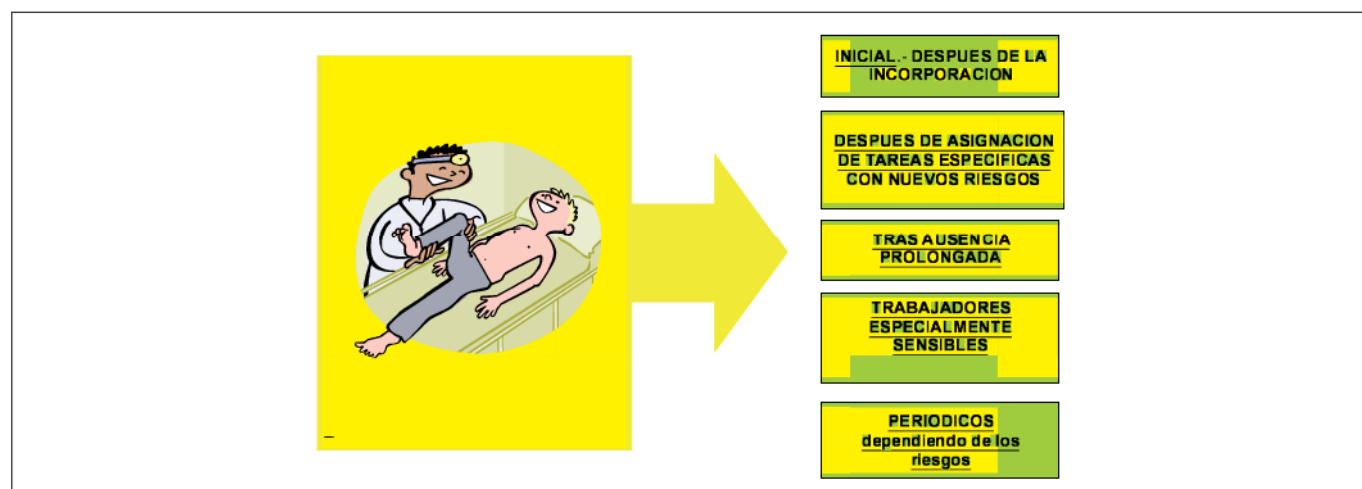 INICIAL.- DESPUES DE LA
INCORPORACION
DESPUES DE ASIGNACION
DE TAREAS ESPECIFICAS
CON NUEVOS RIESGOS
TRAS AUSENCIA
PROLONGADA
TRABAJADORES
ESPECIALMENTE
SENSIBLES
PERIODICOS
dependiendo de los
riesgos